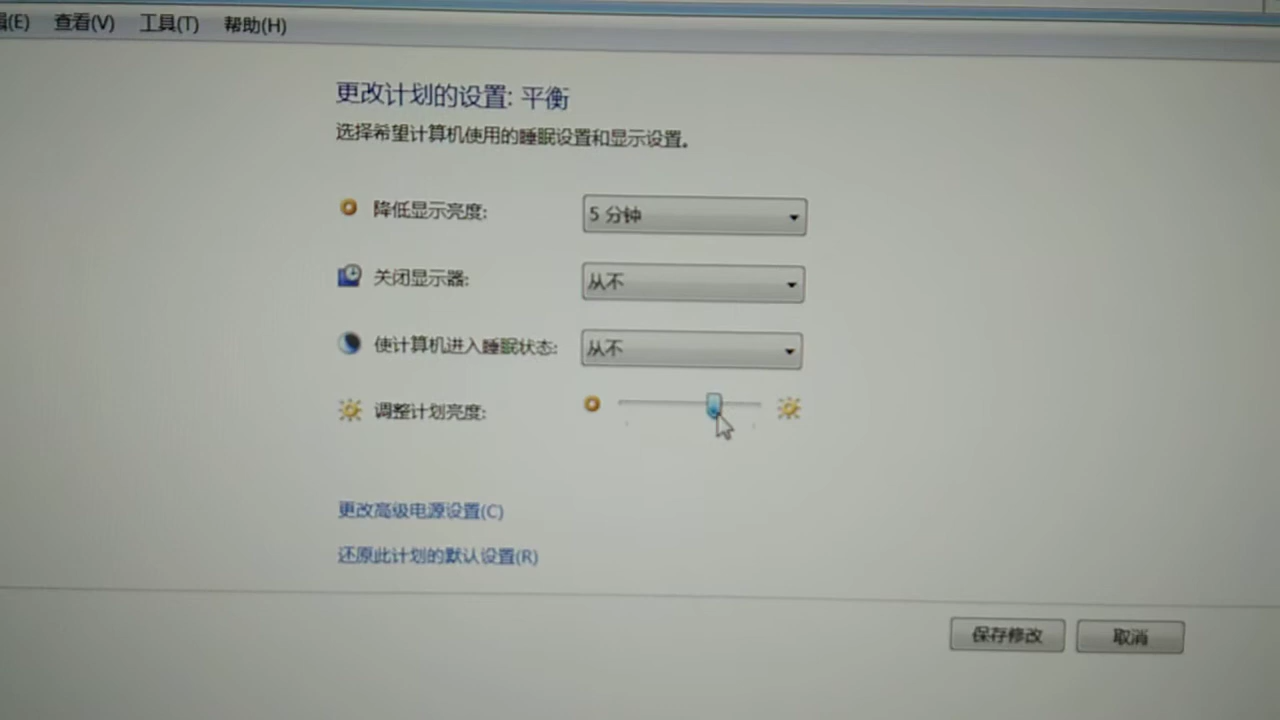 (E) 查看(V) 工具(T) 帮助(H)
更改计划的设置: 平衡
选择希望计算机使用的睡眠设置和显示设置。
降低显示亮度: 5 分钟
关闭显示器: 从不
使计算机进入睡眠状态: 从不
调整计划亮度:
更改高级电源设置(C)
还原此计划的默认设置(R)
保存修改 取消